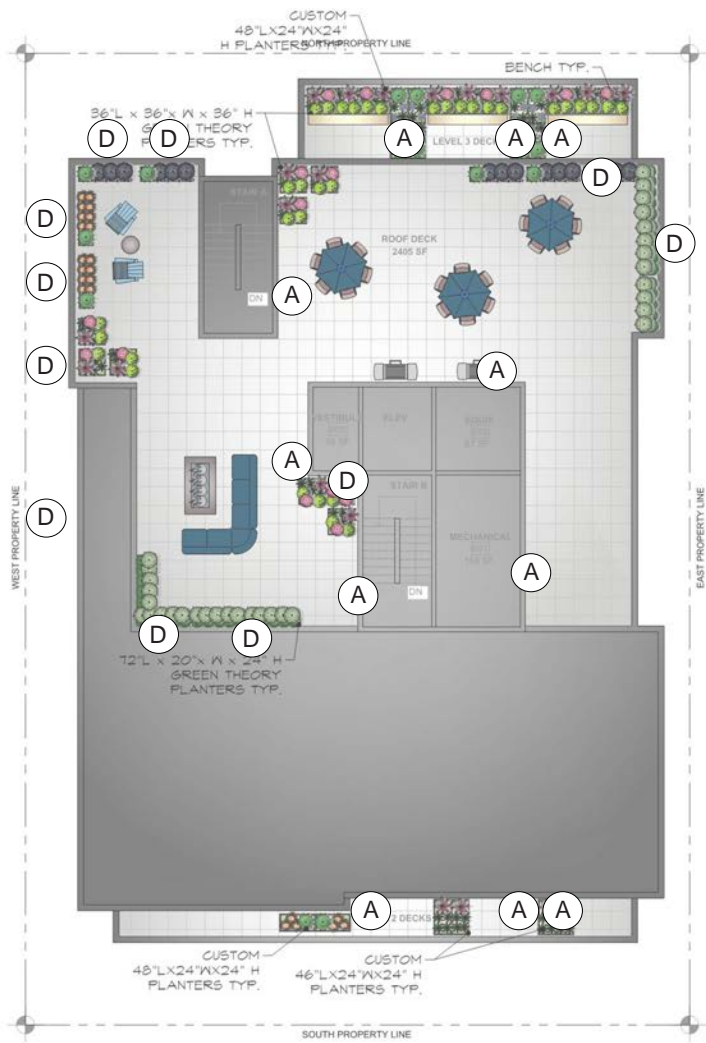 CUSTOM
48"LX24"WX24"
H PLANTERS TYP.
NORTH PROPERTY LINE
BENCH TYP.
36"L x 36"x W x 36" H
GREEN THEORY
PLANTERS TYP.
A
LEVEL 3 DECK
A
A
D
D
D
STAIR A
D
D
ROOF DECK
2405 SF
D
DN
A
D
A
ELEV
A
D
STAIR B
MECHANICAL
D
WEST PROPERTY LINE
EAST PROPERTY LINE
A
A
DN
D
D
72"L x 20"x W x 24" H
GREEN THEORY
PLANTERS TYP.
A
2 DECKS
A
A
CUSTOM
48"LX24"WX24" H
PLANTERS TYP.
CUSTOM
46"LX24"WX24" H
PLANTERS TYP.
SOUTH PROPERTY LINE